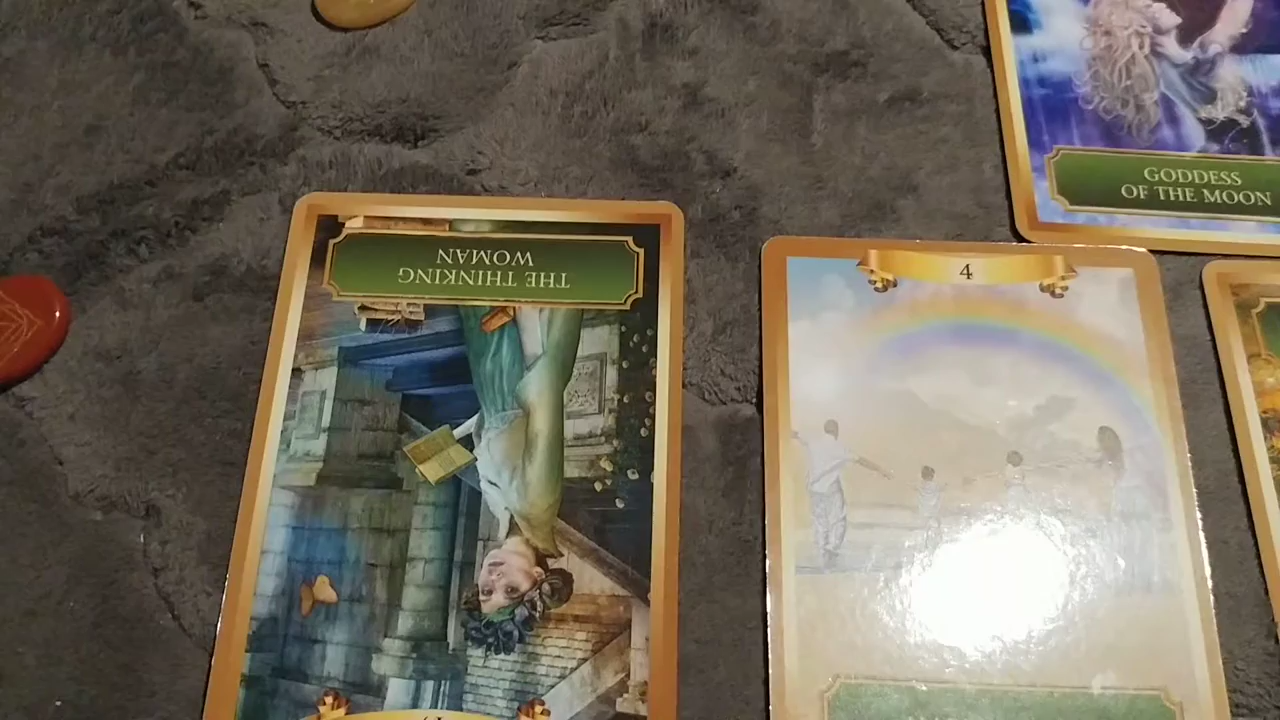 GODDESS
OF THE MOON
THE THINKING
WOMAN
4